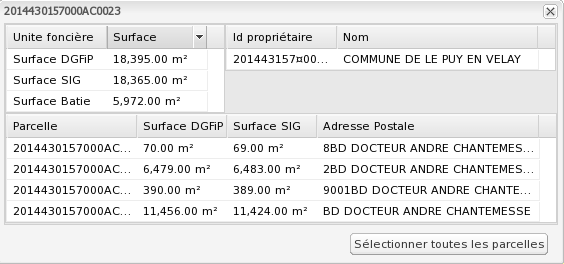 2014430157000AC0023
Unite foncière Surface Id propriétaire Nom
Surface DGFiP 18,395.00 m² 201443157¤00... COMMUNE DE LE PUY EN VELAY
Surface SIG 18,365.00 m²
Surface Batie 5,972.00 m²
Parcelle Surface DGFiP Surface SIG Adresse Postale
2014430157000AC... 70.00 m² 69.00 m² 8BD DOCTEUR ANDRE CHANTEMES...
2014430157000AC... 6,479.00 m² 6,483.00 m² 2BD DOCTEUR ANDRE CHANTEMES...
2014430157000AC... 390.00 m² 389.00 m² 9001BD DOCTEUR ANDRE CHANTE...
2014430157000AC... 11,456.00 m² 11,424.00 m² BD DOCTEUR ANDRE CHANTEMESSE
Sélectionner toutes les parcelles